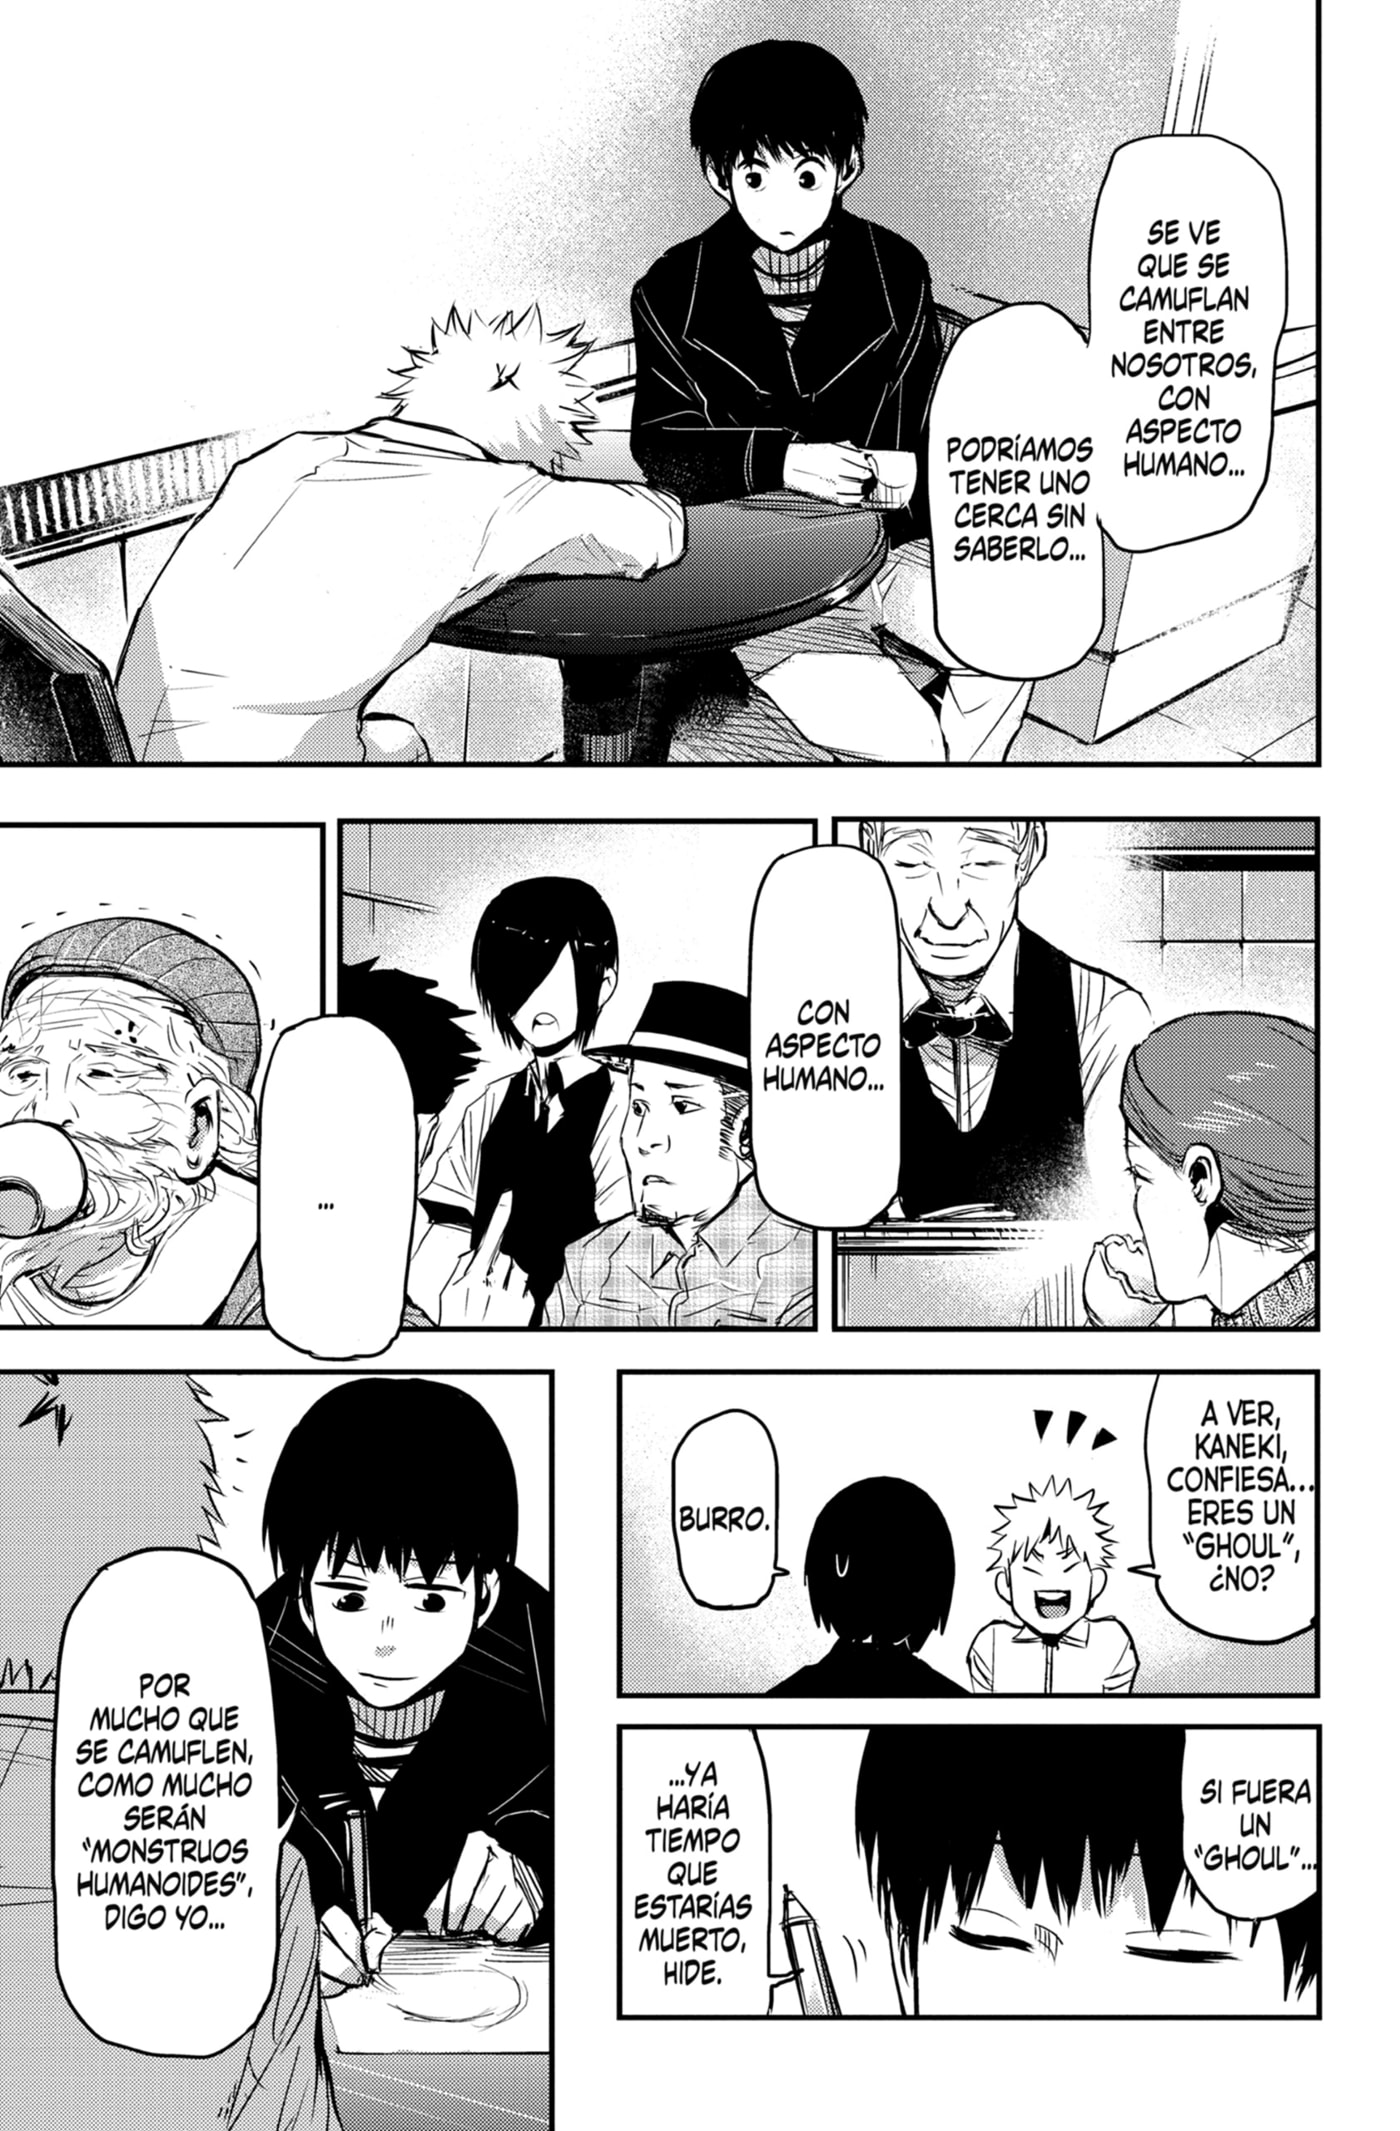 SE VE
QUE SE
CAMUFLAN
ENTRE
NOSOTROS,
CON
ASPECTO
HUMANO...
PODRÍAMOS
TENER UNO
CERCA SIN
SABERLO...
CON
ASPECTO
HUMANO...
...
A VER,
KANEKI,
CONFIESA...
ERES UN
“GHOUL”,
¿NO?
BURRO.
SI FUERA
UN
“GHOUL”...
...YA
HARÍA
TIEMPO
QUE
ESTARÍAS
MUERTO,
HIDE.
POR
MUCHO QUE
SE CAMUFLEN,
COMO MUCHO
SERÁN
“MONSTRUOS
HUMANOIDES”,
DIGO YO...